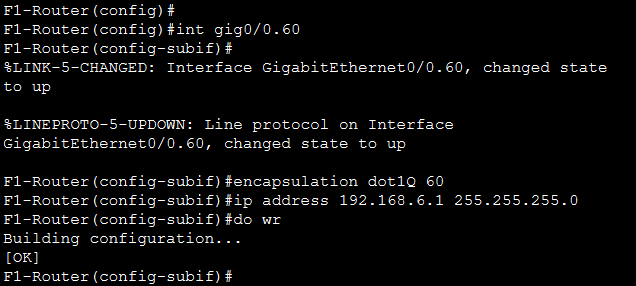 F1-Router(config)#
F1-Router(config)#int gig0/0.60
F1-Router(config-subif)#
%LINK-5-CHANGED: Interface GigabitEthernet0/0.60, changed state
to up
%LINEPROTO-5-UPDOWN: Line protocol on Interface
GigabitEthernet0/0.60, changed state to up
F1-Router(config-subif)#encapsulation dot1Q 60
F1-Router(config-subif)#ip address 192.168.6.1 255.255.255.0
F1-Router(config-subif)#do wr
Building configuration...
[OK]
F1-Router(config-subif)#